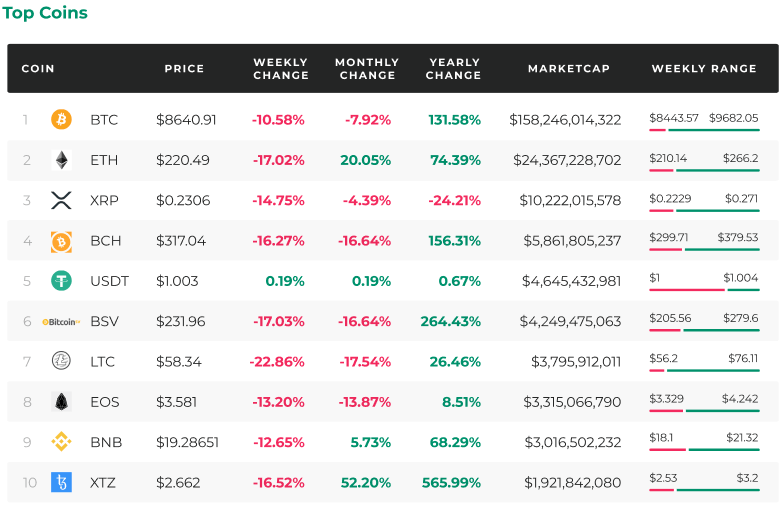 Top Coins
COIN PRICE WEEKLY CHANGE MONTHLY CHANGE YEARLY CHANGE MARKETCAP WEEKLY RANGE
1 BTC $8640.91 -10.58% -7.92% 131.58% $158,246,014,322 $8443.57 $9682.05
2 ETH $220.49 -17.02% 20.05% 74.39% $24,367,228,702 $210.14 $266.2
3 XRP $0.2306 -14.75% -4.39% -24.21% $10,222,015,578 $0.2229 $0.271
4 BCH $317.04 -16.27% -16.64% 156.31% $5,861,805,237 $299.71 $379.53
5 USDT $1.003 0.19% 0.19% 0.67% $4,645,432,981 $1 $1.004
6 Bitcoin BSV $231.96 -17.03% -16.64% 264.43% $4,249,475,063 $205.56 $279.6
7 LTC $58.34 -22.86% -17.54% 26.46% $3,795,912,011 $56.2 $76.11
8 EOS $3.581 -13.20% -13.87% 8.51% $3,315,066,790 $3.329 $4.242
9 BNB $19.28651 -12.65% 5.73% 68.29% $3,016,502,232 $18.1 $21.32
10 XTZ $2.662 -16.52% 52.20% 565.99% $1,921,842,080 $2.53 $3.2